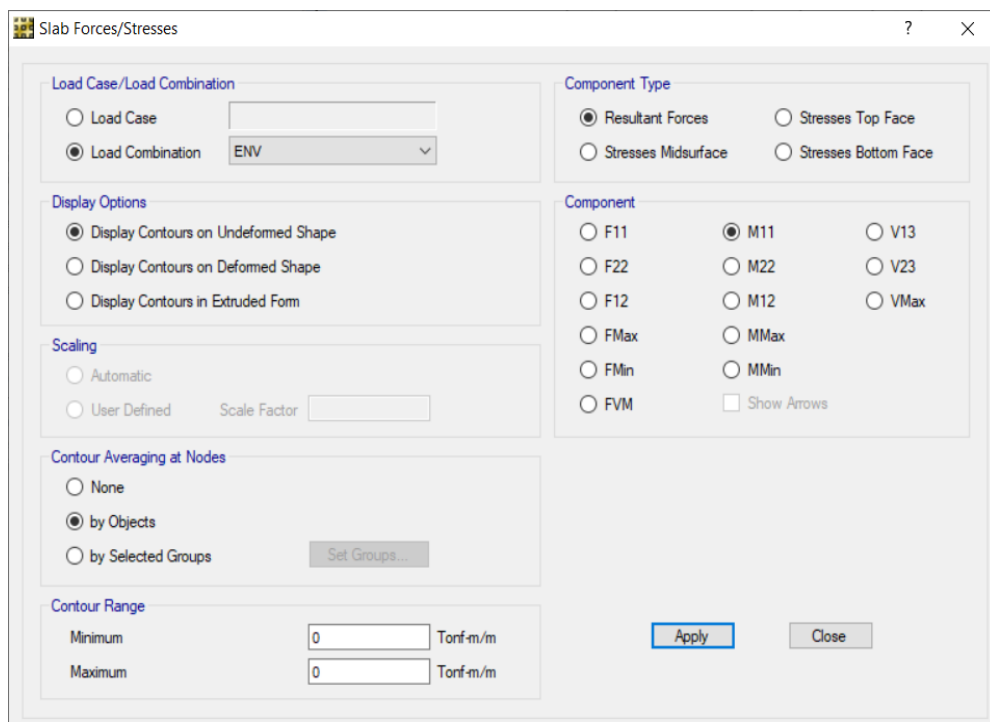 Slab Forces/Stresses
?
Load Case/Load Combination
Load Case
Load Combination
ENV
Display Options
Display Contours on Undeformed Shape
Display Contours on Deformed Shape
Display Contours in Extruded Form
Scaling
Automatic
User Defined Scale Factor
Contour Averaging at Nodes
None
by Objects
by Selected Groups Set Groups...
Contour Range
Minimum 0 Tonf-m/m
Maximum 0 Tonf-m/m
Component Type
Resultant Forces Stresses Top Face
Stresses Midsurface Stresses Bottom Face
Component
F11 M11 V13
F22 M22 V23
F12 M12 VMax
FMax MMax
FMin MMin
FVM Show Arrows
Apply Close